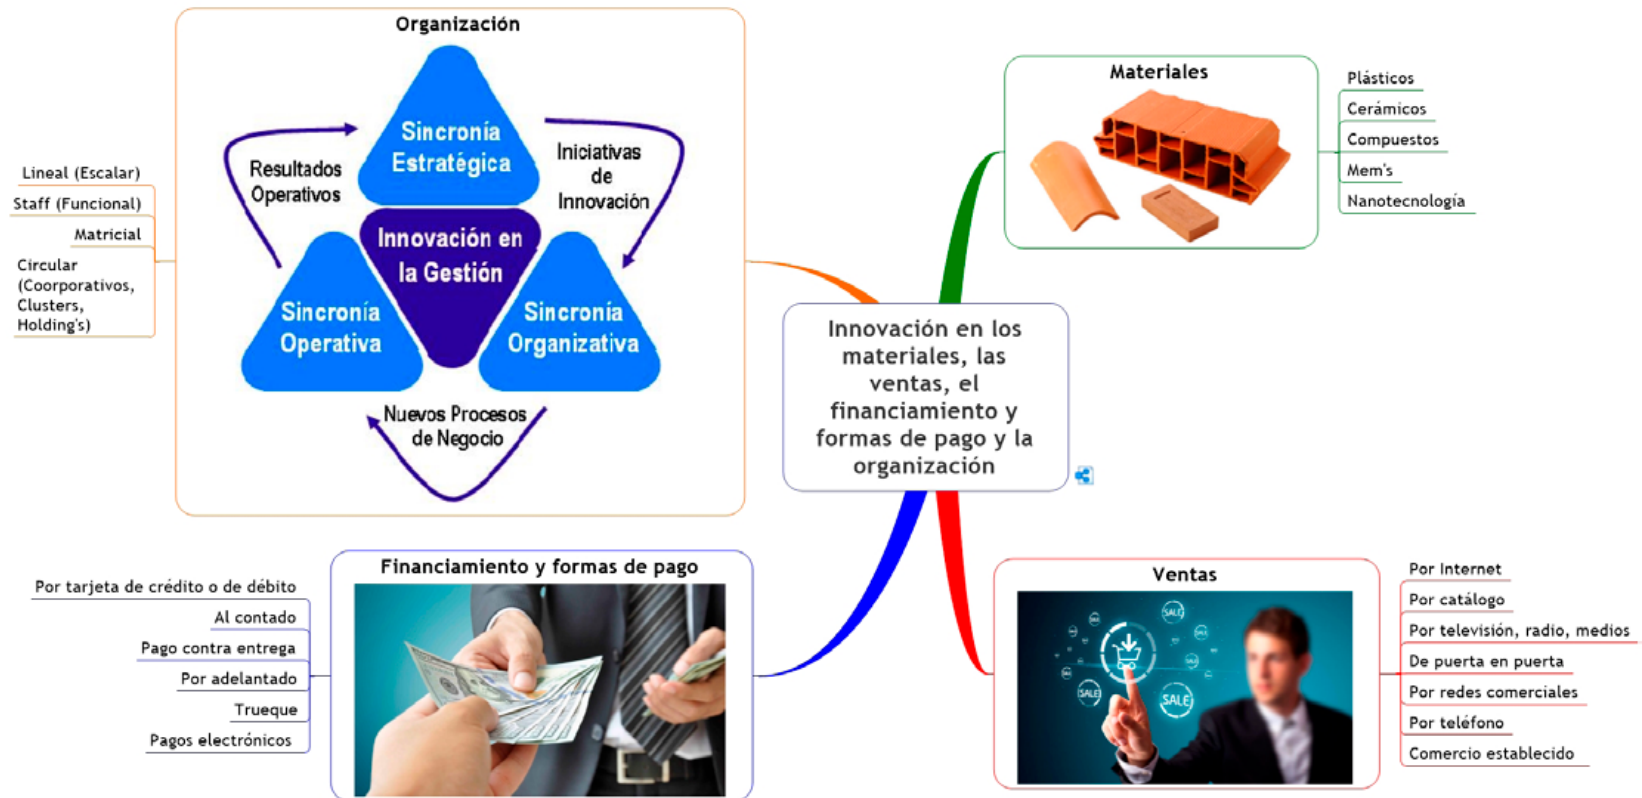 Organización
Sincronía
Estratégica
Resultados
Operativos
Iniciativas
de
Innovación
Innovación en
la Gestión
Sincronía
Operativa
Sincronía
Organizativa
Nuevos Procesos
de Negocio
Lineal (Escalar)
Staff (Funcional)
Matricial
Circular
(Coorporativos,
Clusters,
Holding's)
Materiales
Plásticos
Cerámicos
Compuestos
Mem's
Nanotecnología
Innovación en los
materiales, las
ventas, el
financiamiento y
formas de pago y la
organización
Financiamiento y formas de pago
Por tarjeta de crédito o de débito
Al contado
Pago contra entrega
Por adelantado
Trueque
Pagos electrónicos
Ventas
SALE
SALE
SALE
Por Internet
Por catálogo
Por televisión, radio, medios
De puerta en puerta
Por redes comerciales
Por teléfono
Comercio establecido